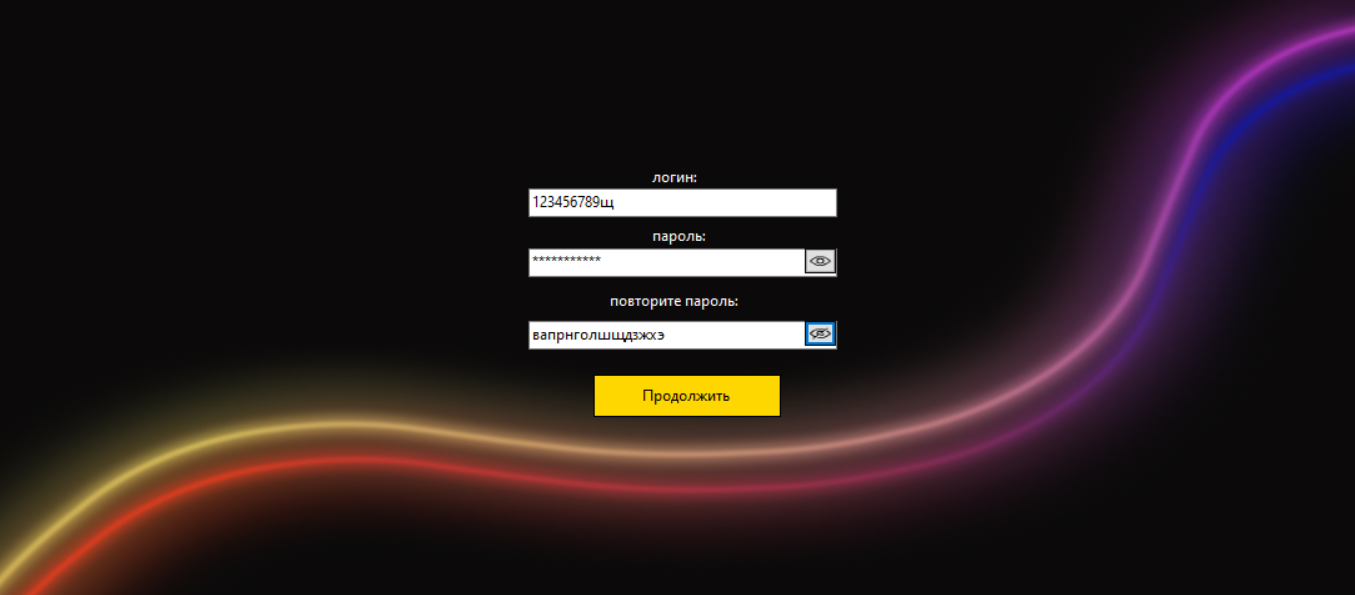 логин:
123456789щ
пароль:
***********
повторите пароль:
вапрнголшщдзжхэ
Продолжить